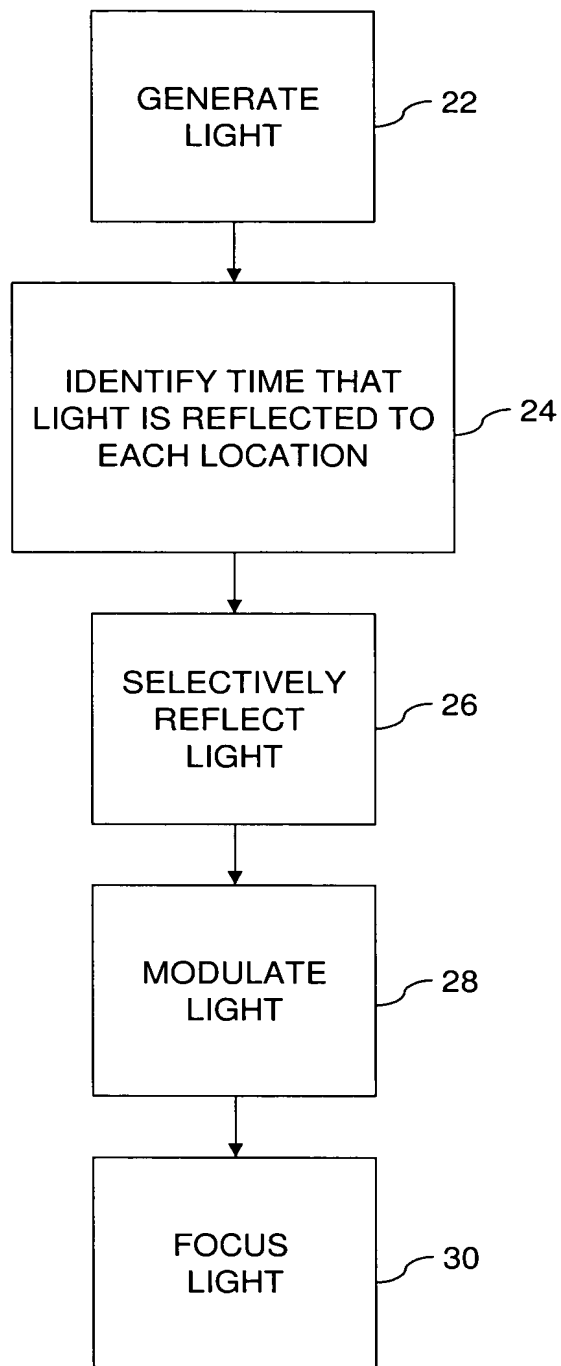 GENERATE
LIGHT
22
IDENTIFY TIME THAT
LIGHT IS REFLECTED TO
EACH LOCATION
24
SELECTIVELY
REFLECT
LIGHT
26
MODULATE
LIGHT
28
FOCUS
LIGHT
30